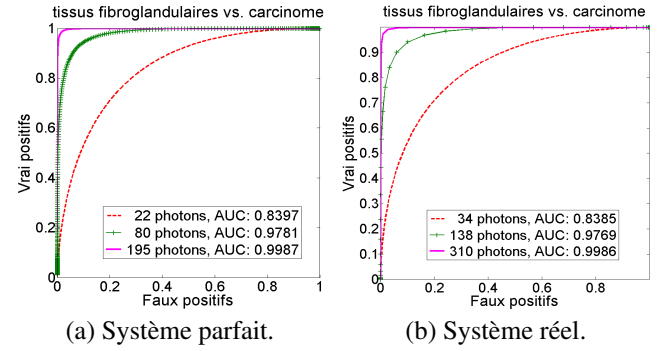 tissus fibroglandulaires vs. carcinome
1
0.8
0.6
0.4
0.2
0
0
0.2
0.4
0.6
0.8
1
Vrai positifs
Faux positifs
22 photons, AUC: 0.8397
80 photons, AUC: 0.9781
195 photons, AUC: 0.9987
(a) Système parfait.
tissus fibroglandulaires vs. carcinome
0.9
0.8
0.7
0.6
0.5
0.4
0.3
0.2
0.1
0
0
0.2
0.4
0.6
0.8
Vrai positifs
Faux positifs
34 photons, AUC: 0.8385
138 photons, AUC: 0.9769
310 photons, AUC: 0.9986
(b) Système réel.